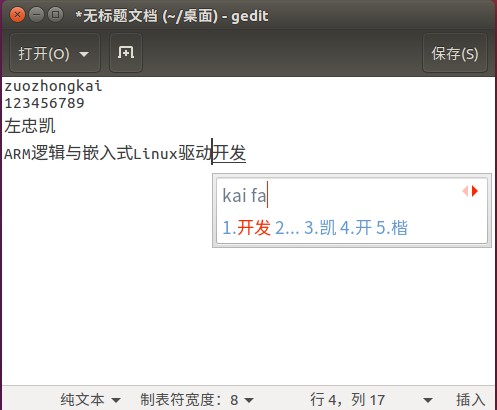 *无标题文档 (~/桌面) - gedit
打开(O) 保存(S)
zuozhongkai
123456789
左忠凯
ARM逻辑与嵌入式Linux驱动开发
kai fa
1.开发 2... 3.凯 4.开 5.楷
纯文本 制表符宽度：8 行 4，列 17 插入